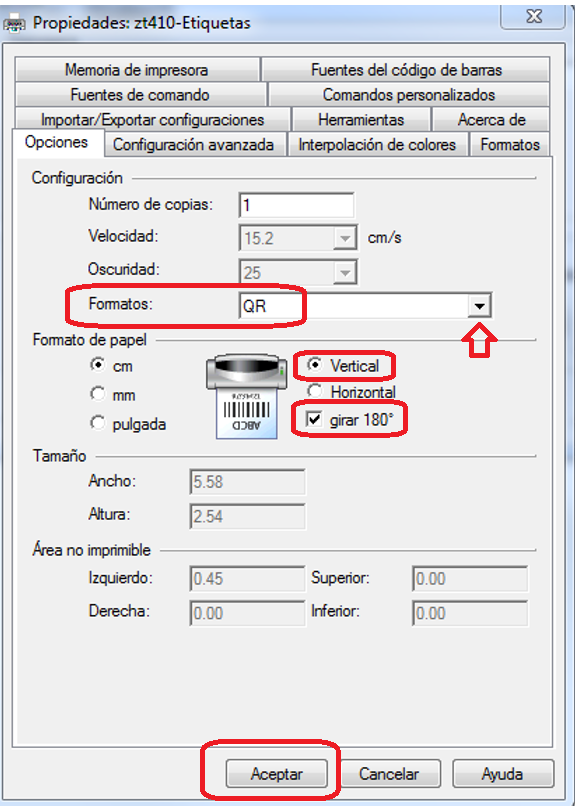 Propiedades: zt410-Etiquetas
Memoria de impresora Fuentes del código de barras
Fuentes de comando Comandos personalizados
Importar/Exportar configuraciones Herramientas Acerca de
Opciones Configuración avanzada Interpolación de colores Formatos
Configuración
Número de copias: 1
Velocidad: 15.2 cm/s
Oscuridad: 25
Formatos: QR
Formato de papel
cm Vertical
mm Horizontal
pulgada girar 180°
12345678
ABCD
Tamaño
Ancho: 5.58
Altura: 2.54
Área no imprimible
Izquierdo: 0.45 Superior: 0.00
Derecha: 0.00 Inferior: 0.00
Aceptar Cancelar Ayuda